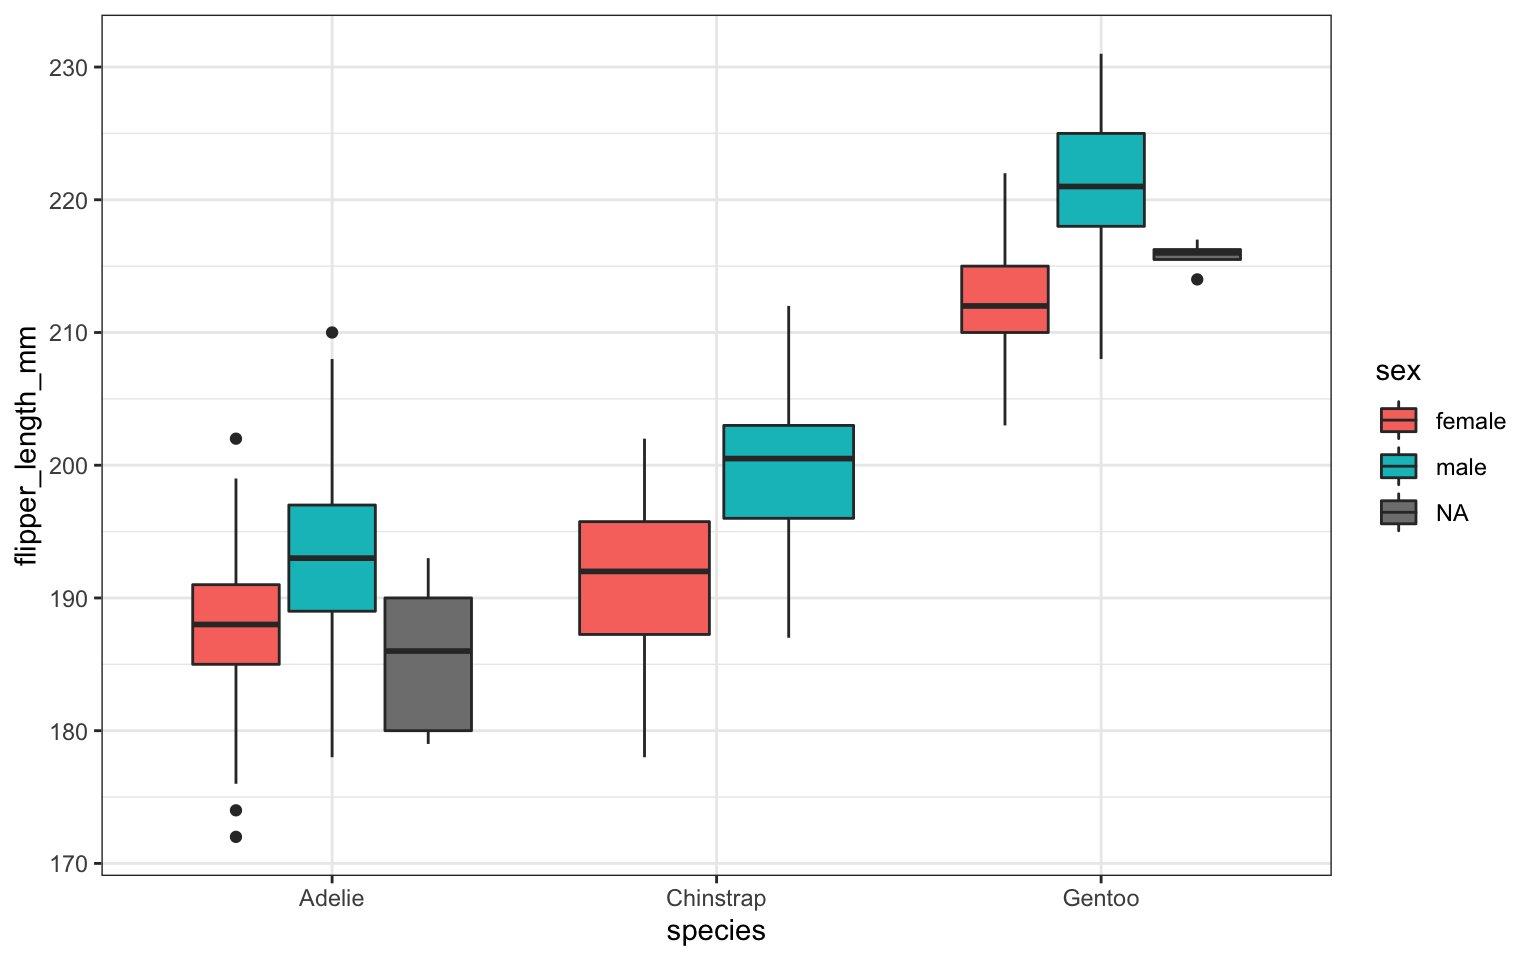 230
220
210
200
190
180
170
flipper_length_mm
Adelie
Chinstrap
Gentoo
species
sex
female
male
NA